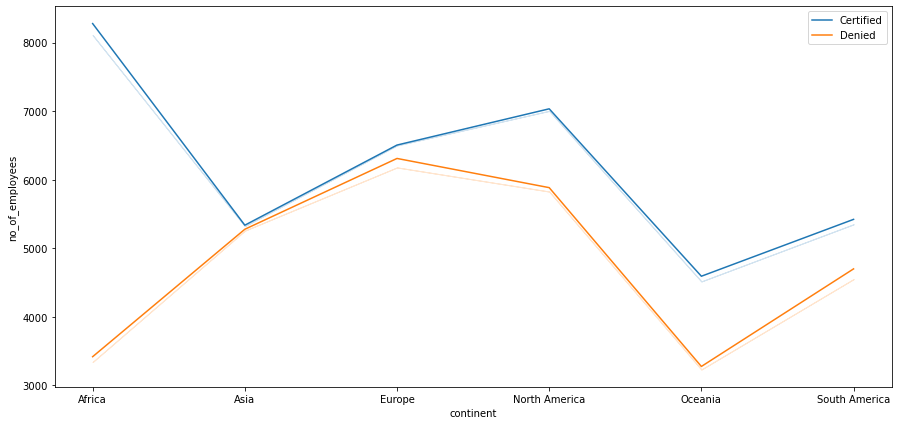 Certified
Denied
8000
7000
6000
5000
4000
3000
no_of_employees
Africa Asia Europe North America Oceania South America
continent